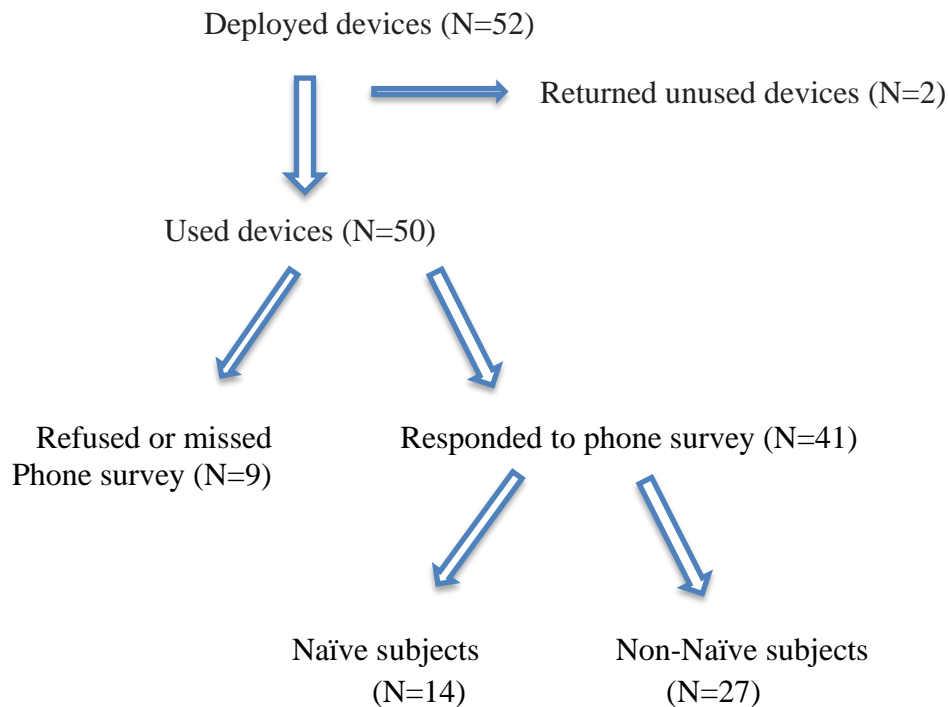 Deployed devices (N=52)
Returned unused devices (N=2)
Used devices (N=50)
Refused or missed
Phone survey (N=9)
Responded to phone survey (N=41)
Naïve subjects
(N=14)
Non-Naïve subjects
(N=27)